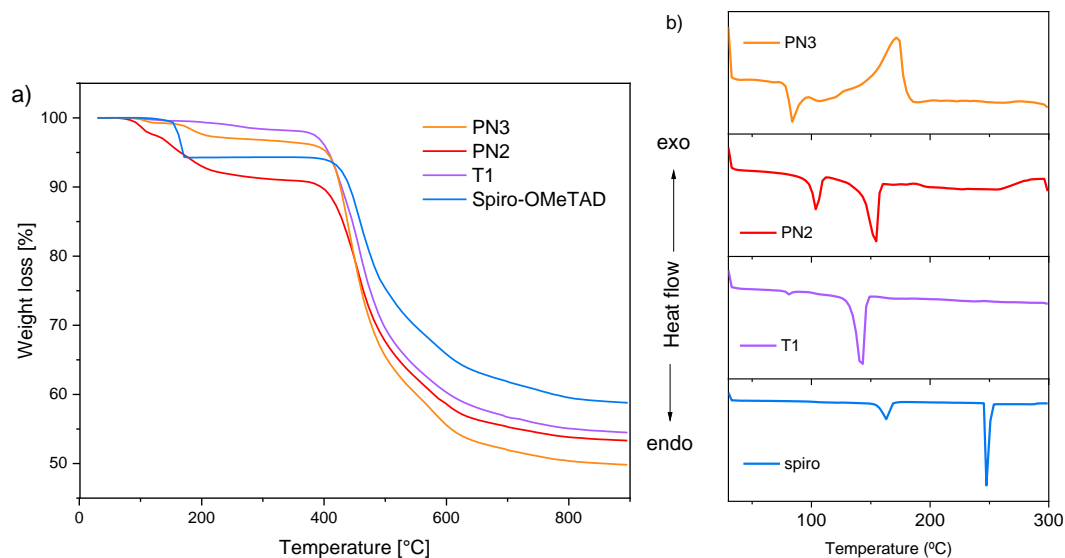 a)
PN3
PN2
T1
Spiro-OMeTAD
100
90
80
70
60
50
Weight loss [%]
200
400
600
800
Temperature [°C]
b)
PN3
exo
PN2
Heat flow
T1
endo
spiro
100
200
300
Temperature (ºC)